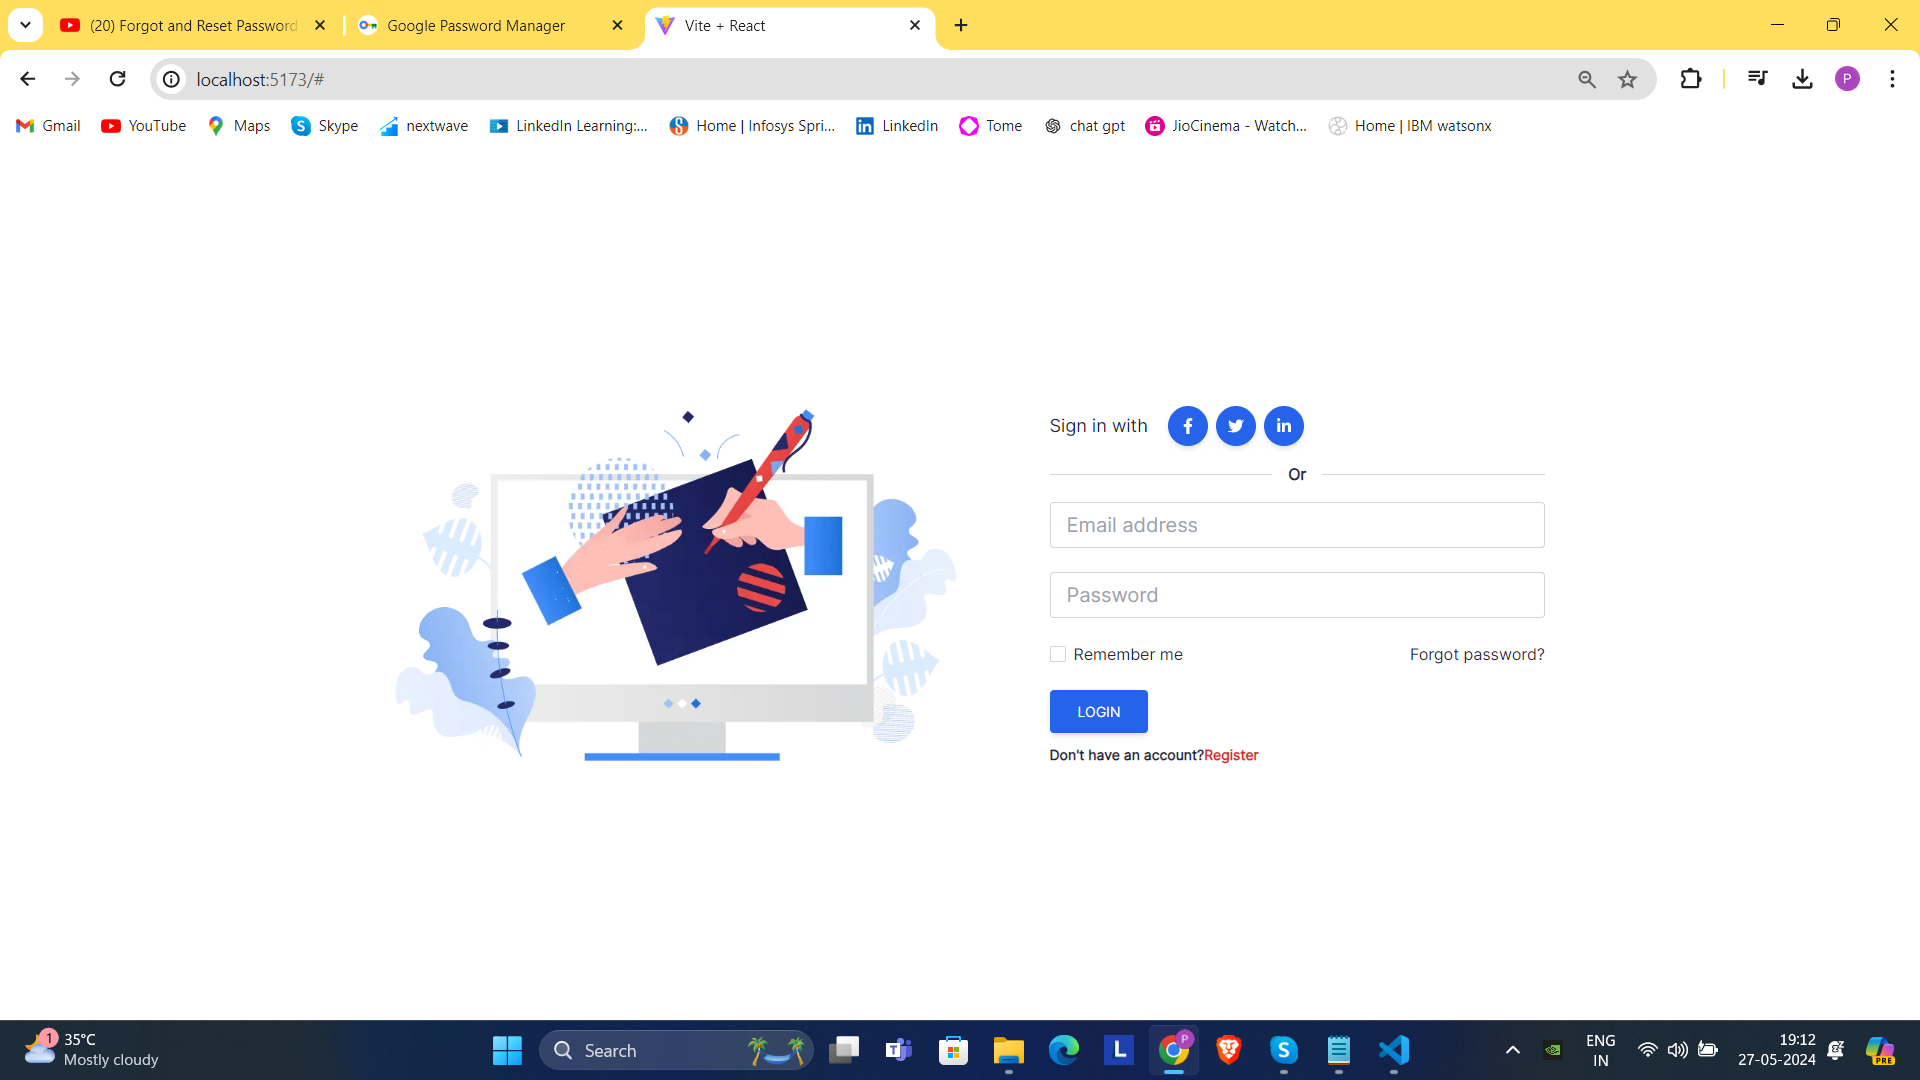 (20) Forgot and Reset Password
Google Password Manager
Vite + React
localhost:5173/#
P
Gmail
YouTube
Maps
Skype
nextwave
LinkedIn Learning:...
Home | Infosys Spri...
LinkedIn
Tome
chat gpt
JioCinema - Watch...
Home | IBM watsonx
Sign in with
Or
Email address
Password
Remember me
Forgot password?
LOGIN
Don't have an account?Register
1
35°C
Mostly cloudy
Search
L
P
PRE
ENG
IN
19:12
27-05-2024